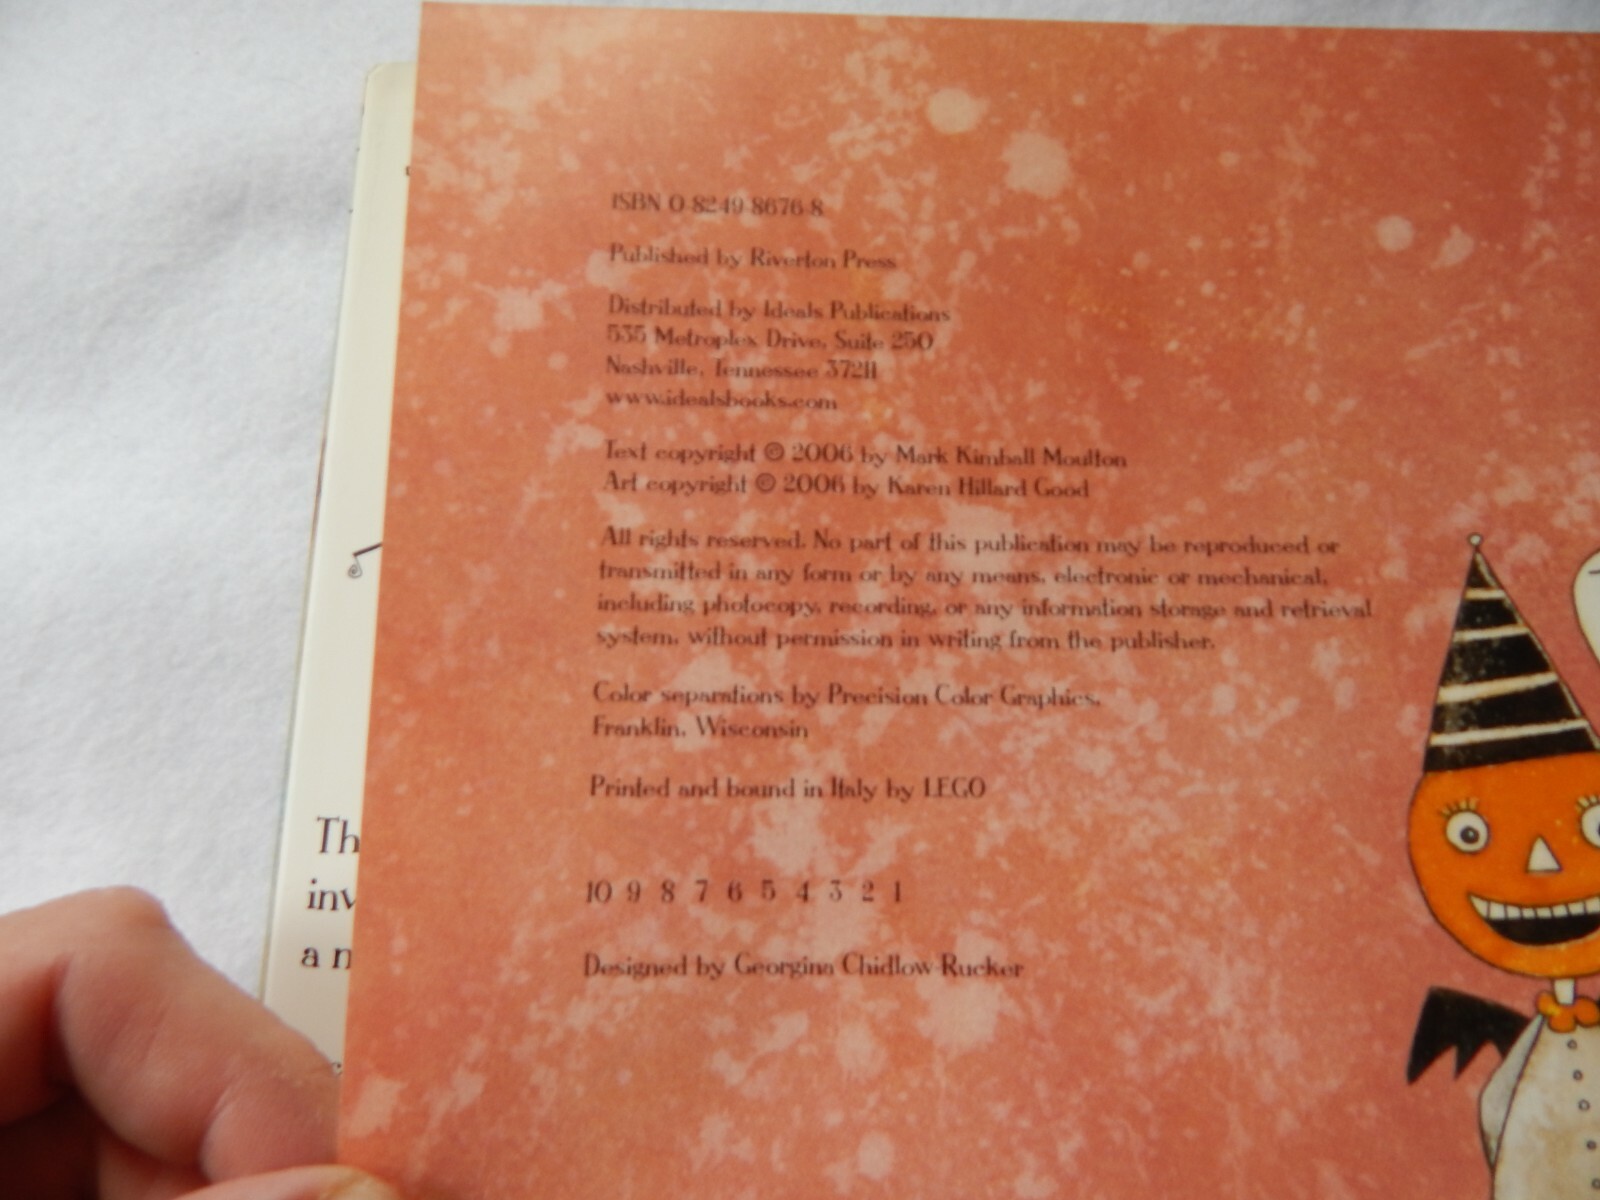 ISBN 0-8249-8676-8
Published by Riverton Press
Distributed by Ideals Publications
535 Metroplex Drive, Suite 250
Nashville, Tennessee 37211
www.idealsbooks.com
Text copyright © 2006 by Mark Kimball Moulton
Art copyright © 2006 by Karen Hillard Good
All rights reserved. No part of this publication may be reproduced or
transmitted in any form or by any means, electronic or mechanical,
including photocopy, recording, or any information storage and retrieval
system, without permission in writing from the publisher.
Color separations by Precision Color Graphics,
Franklin, Wisconsin
Printed and bound in Italy by LEGO
10 9 8 7 6 5 4 3 2 1
Designed by Georgina Chidlow-Rucker
Th
inv
a